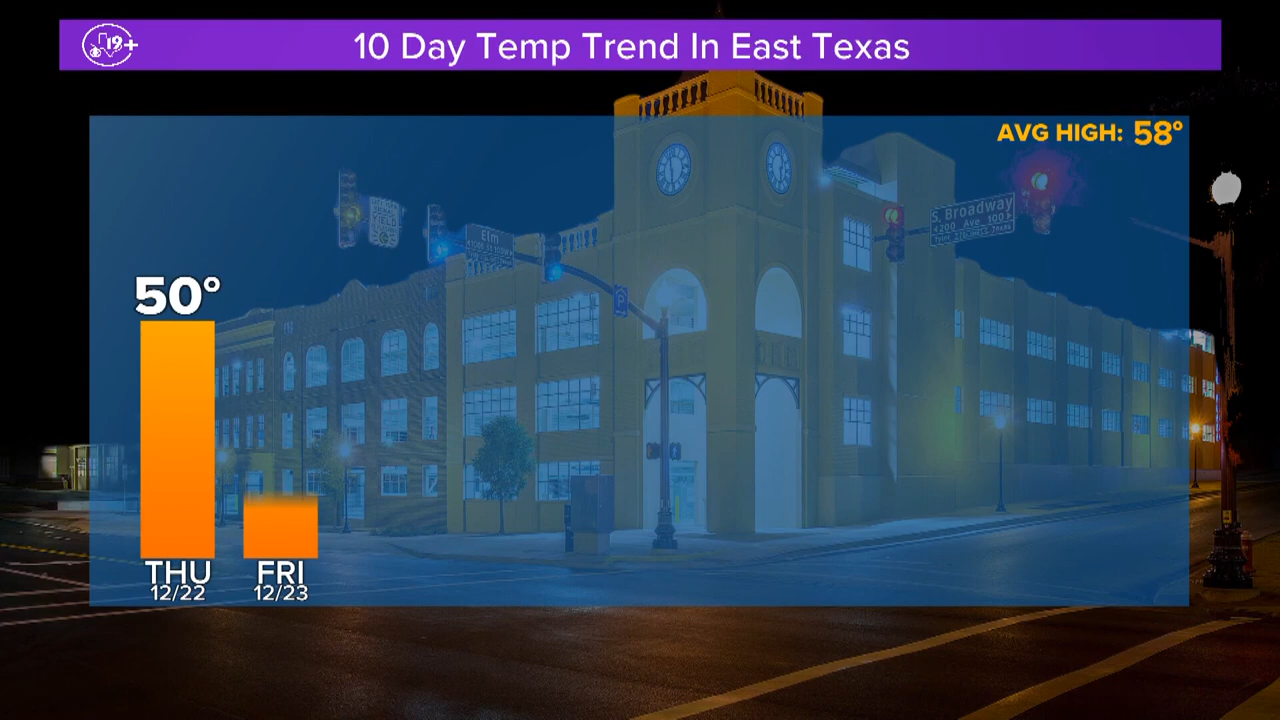 19+
10 Day Temp Trend In East Texas
AVG HIGH: 58°
S. Broadway
Elm
50°
THU
12/22
FRI
12/23